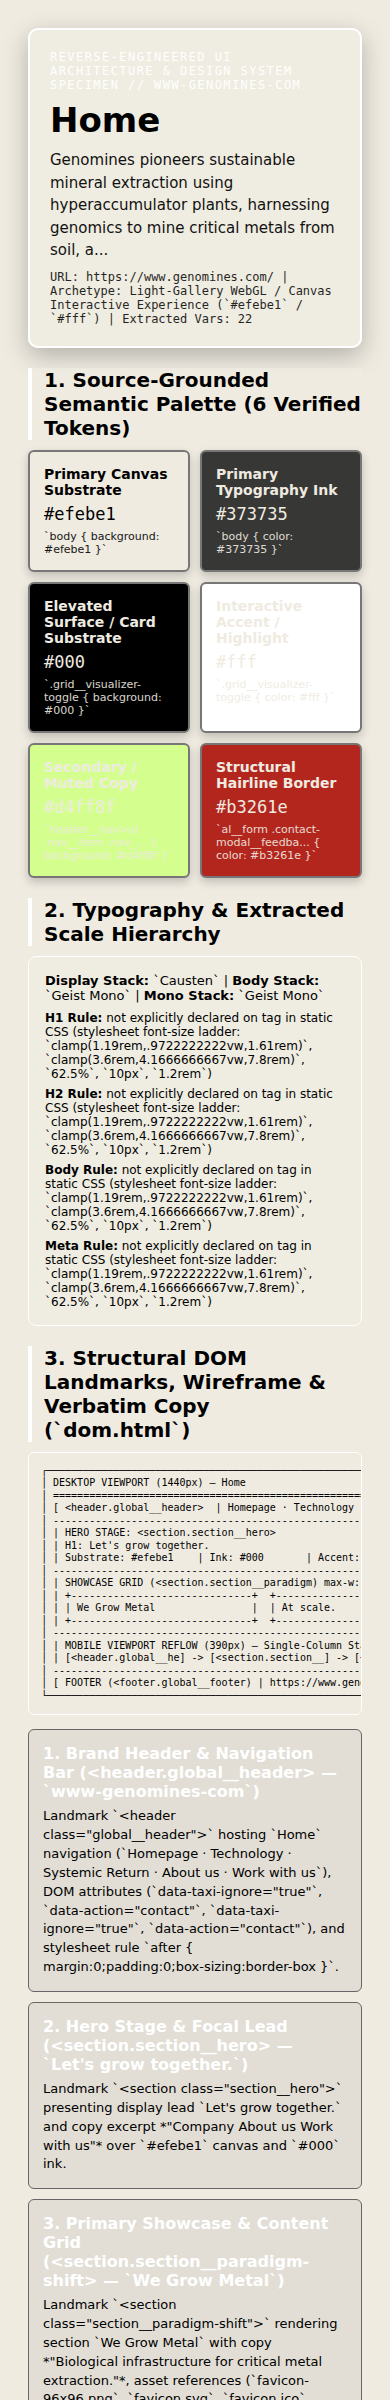 REVERSE-ENGINEERED UI
ARCHITECTURE & DESIGN SYSTEM
SPECIMEN // WWW-GENOMINES-COM
Home
Genomines pioneers sustainable
mineral extraction using
hyperaccumulator plants, harnessing
genomics to mine critical metals from
soil, a...
URL: https://www.genomines.com/ |
Archetype: Light-Gallery WebGL / Canvas
Interactive Experience (`#efebe1` /
`#fff`) | Extracted Vars: 22
1. Source-Grounded
Semantic Palette (6 Verified
Tokens)
Primary Canvas
Substrate
#efebe1
`body { background:
#efebe1 }`
Primary
Typography Ink
#373735
`body { color:
#373735 }`
Elevated
Surface / Card
Substrate
#000
`.grid__visualizer-
toggle { background:
#000 }`
Interactive
Accent /
Highlight
#fff
`.grid__visualizer-
toggle { color: #fff }`
Secondary /
Muted Copy
#d4ff8f
Structural
Hairline Border
#b3261e
`al__form .contact-
modal__feedba... {
color: #b3261e }`
2. Typography & Extracted
Scale Hierarchy
Display Stack: `Causten` | Body Stack:
`Geist Mono` | Mono Stack: `Geist Mono`
H1 Rule: not explicitly declared on tag in static
CSS (stylesheet font-size ladder:
`clamp(1.19rem,.9722222222vw,1.61rem)`,
`clamp(3.6rem,4.1666666667vw,7.8rem)`,
`62.5%`, `10px`, `1.2rem`)
H2 Rule: not explicitly declared on tag in static
CSS (stylesheet font-size ladder:
`clamp(1.19rem,.9722222222vw,1.61rem)`,
`clamp(3.6rem,4.1666666667vw,7.8rem)`,
`62.5%`, `10px`, `1.2rem`)
Body Rule: not explicitly declared on tag in
static CSS (stylesheet font-size ladder:
`clamp(1.19rem,.9722222222vw,1.61rem)`,
`clamp(3.6rem,4.1666666667vw,7.8rem)`,
`62.5%`, `10px`, `1.2rem`)
Meta Rule: not explicitly declared on tag in
static CSS (stylesheet font-size ladder:
`clamp(1.19rem,.9722222222vw,1.61rem)`,
`clamp(3.6rem,4.1666666667vw,7.8rem)`,
`62.5%`, `10px`, `1.2rem`)
3. Structural DOM
Landmarks, Wireframe &
Verbatim Copy
(`dom.html`)
DESKTOP VIEWPORT (1440px) — Home
[ <header.global__header> | Homepage · Technology
| HERO STAGE: <section.section__hero>
| H1: Let's grow together.
| Substrate: #efebe1 | Ink: #000 | Accent:
| SHOWCASE GRID (<section.section__paradigm) max-w:
| | We Grow Metal | | At scale.
| MOBILE VIEWPORT REFLOW (390px) — Single-Column
| [<header.global__he] -> [<section.section__] ->
[ FOOTER (<footer.global__footer) | https://www.
1. Brand Header & Navigation
Bar (<header.global__header> —
`www-genomines-com`)
Landmark `<header
class="global__header">` hosting `Home`
navigation (`Homepage · Technology ·
Systemic Return · About us · Work with us`),
DOM attributes (`data-taxi-ignore="true"`,
`data-action="contact"`, `data-taxi-
ignore="true"`, `data-action="contact"`), and
stylesheet rule `after {
margin:0;padding:0;box-sizing:border-box }`.
2. Hero Stage & Focal Lead
(<section.section__hero> —
`Let's grow together.`)
Landmark `<section class="section__hero">`
presenting display lead `Let's grow together.`
and copy excerpt *"Company About us Work
with us"* over `#efebe1` canvas and `#000`
ink.
3. Primary Showcase & Content
Grid
(<section.section__paradigm-
shift> — `We Grow Metal`)
Landmark `<section
class="section__paradigm-shift">` rendering
section `We Grow Metal` with copy
*"Biological infrastructure for critical metal
extraction."*, asset references (`favicon-
96x96.png`, `favicon.svg`, `favicon.ico`,